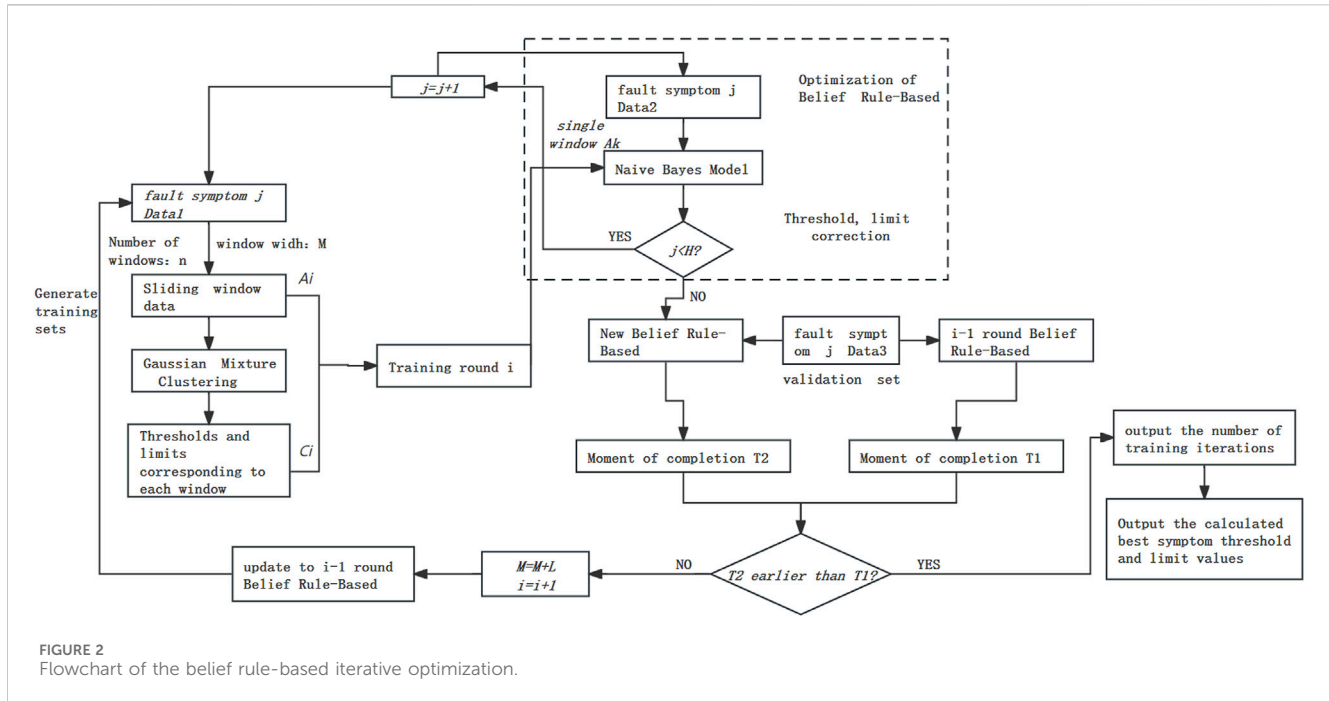 j=j+1
fault symptom j
Data2
Optimization of
Belief Rule-Based
single
window Ak
Naive Bayes Model
Threshold, limit
correction
YES
j<H?
NO
fault symptom j
Data1
Number of
windows: n
window widh: M
Generate
training
sets
Sliding window
data
Ai
Gaussian Mixture
Clustering
Thresholds and
limits
corresponding to
each window
Ci
Training round i
New Belief Rule-
Based
fault sympt
om j Data3
validation set
i-1 round Belief
Rule-Based
Moment of completion T2
Moment of completion T1
output the number of
training iterations
Output the calculated
best symptom threshold
and limit values
T2 earlier than T1?
YES
NO
M=M+L
i=i+1
update to i-1 round
Belief Rule-Based
FIGURE 2
Flowchart of the belief rule-based iterative optimization.